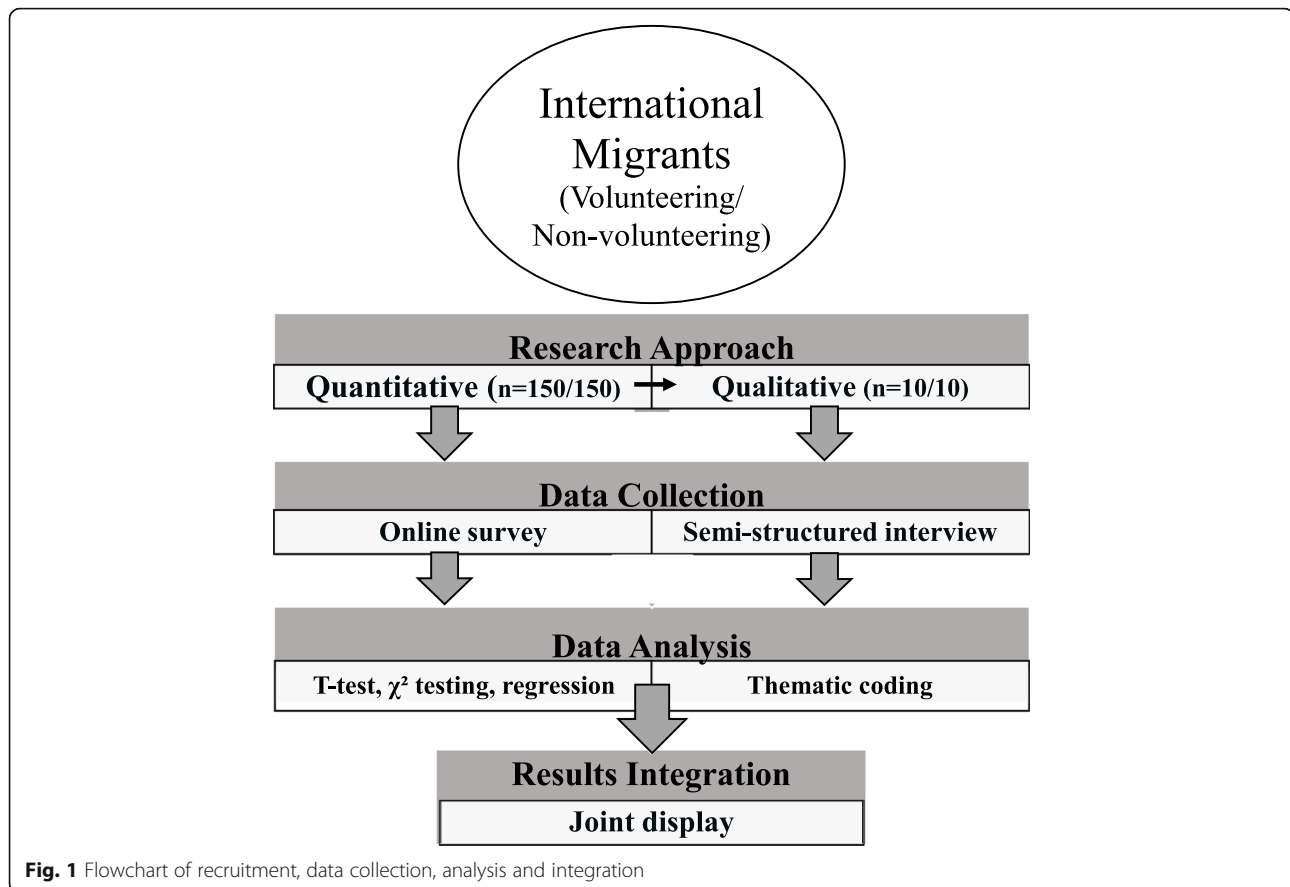 International
Migrants
(Volunteering/
Non-volunteering)
Research Approach
Quantitative (n=150/150)
Qualitative (n=10/10)
Data Collection
Online survey
Semi-structured interview
Data Analysis
T-test, χ² testing, regression
Thematic coding
Results Integration
Joint display
Fig. 1 Flowchart of recruitment, data collection, analysis and integration